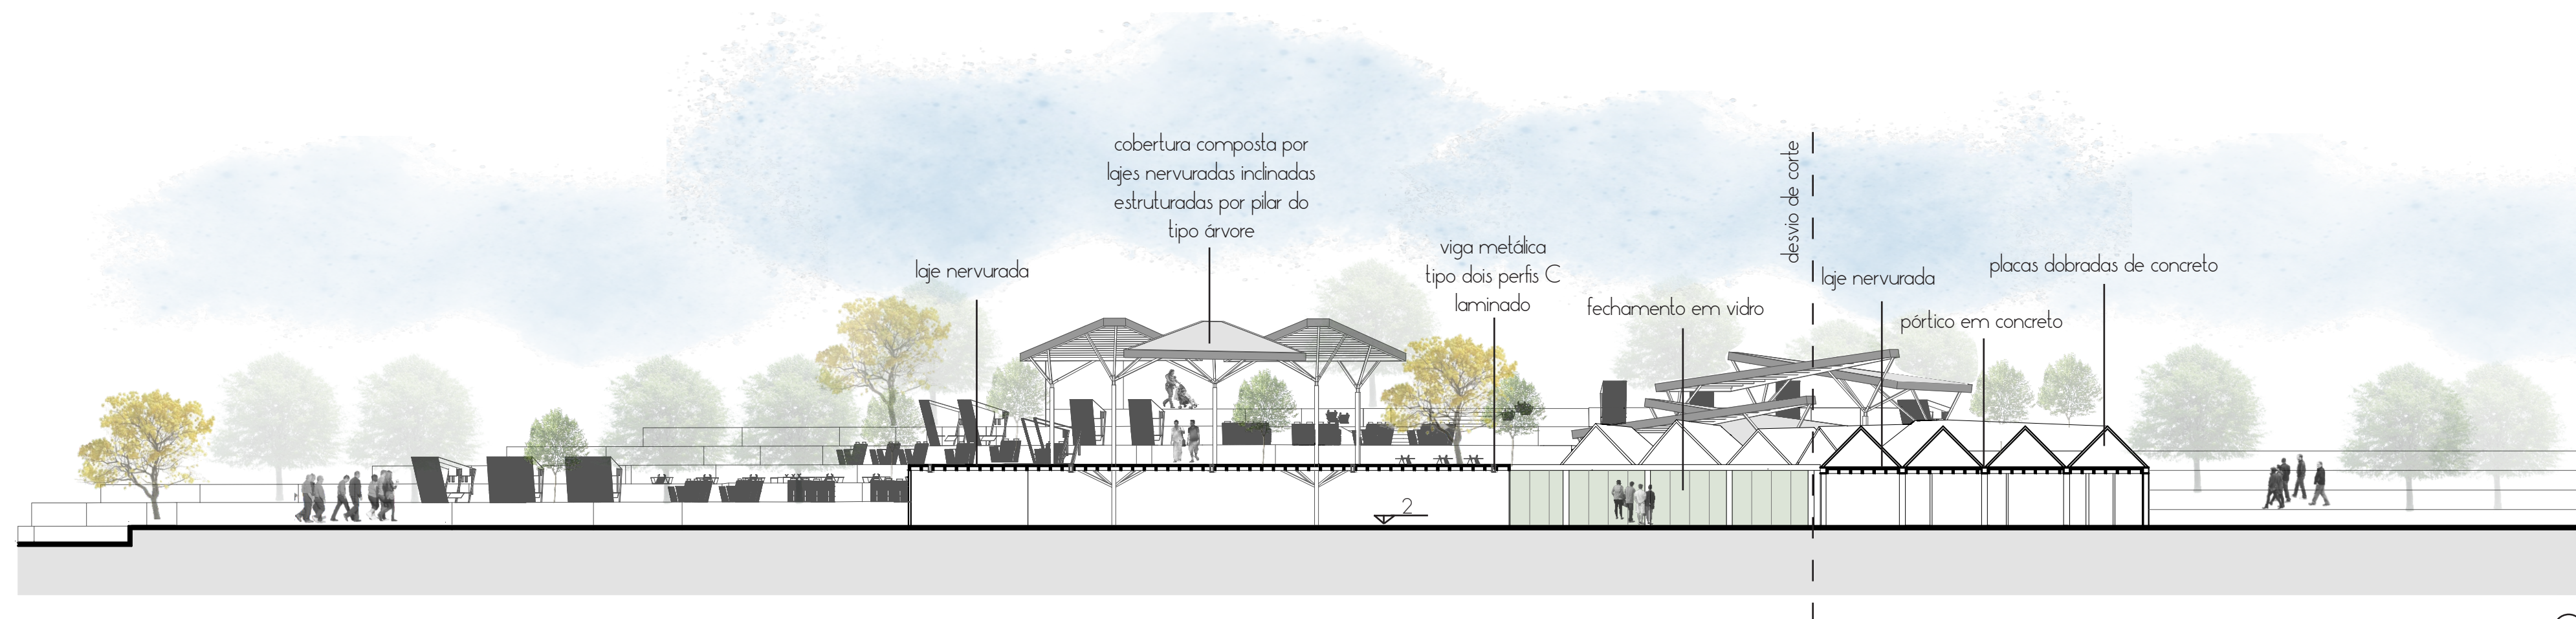 cobertura composta por
lajes nervuradas inclinadas
estruturadas por pilar do
tipo árvore
laje nervurada
viga metálica
tipo dois perfis C
laminado
fechamento em vidro
desvio de corte
laje nervurada
pórtico em concreto
placas dobradas de concreto
2